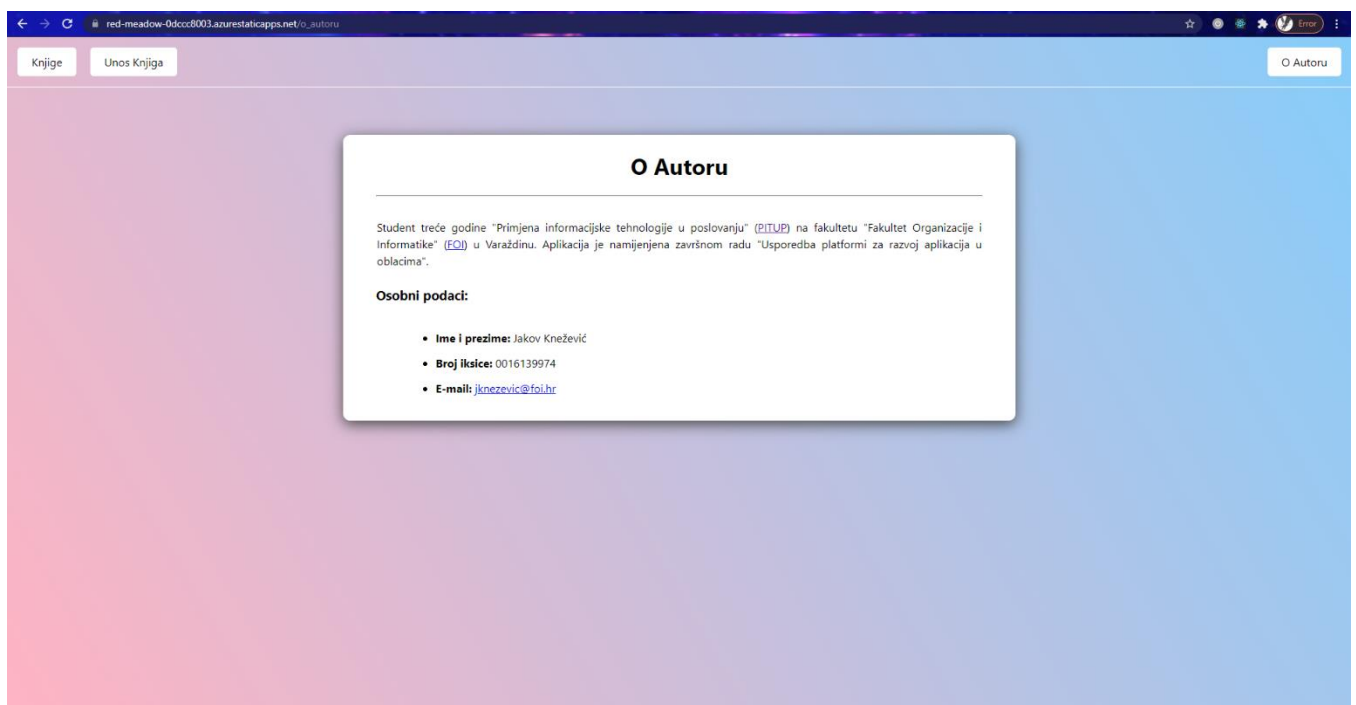 red-meadow-0dccc8003.azurestaticapps.net/o_autoru
Error
Knjige
Unos Knjiga
O Autoru
O Autoru
Student treće godine "Primjena informacijske tehnologije u poslovanju" (PITUP) na fakultetu "Fakultet Organizacije i
Informatike" (FOI) u Varaždinu. Aplikacija je namijenjena završnom radu "Usporedba platformi za razvoj aplikacija u
oblacima".
Osobni podaci:
• Ime i prezime: Jakov Knežević
• Broj iksice: 0016139974
• E-mail: jknezevic@foi.hr